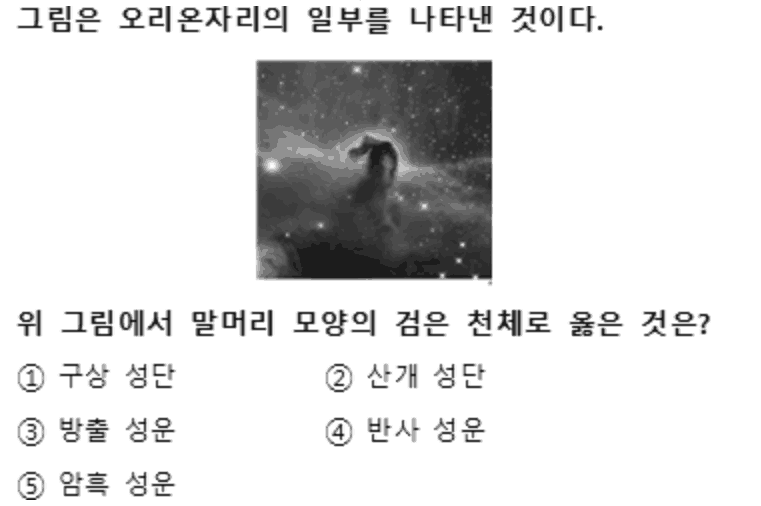 그림은 오리온자리의 일부를 나타낸 것이다.
위 그림에서 말머리 모양의 검은 천체로 옳은 것은?
① 구상 성단 ② 산개 성단
③ 방출 성운 ④ 반사 성운
⑤ 암흑 성운